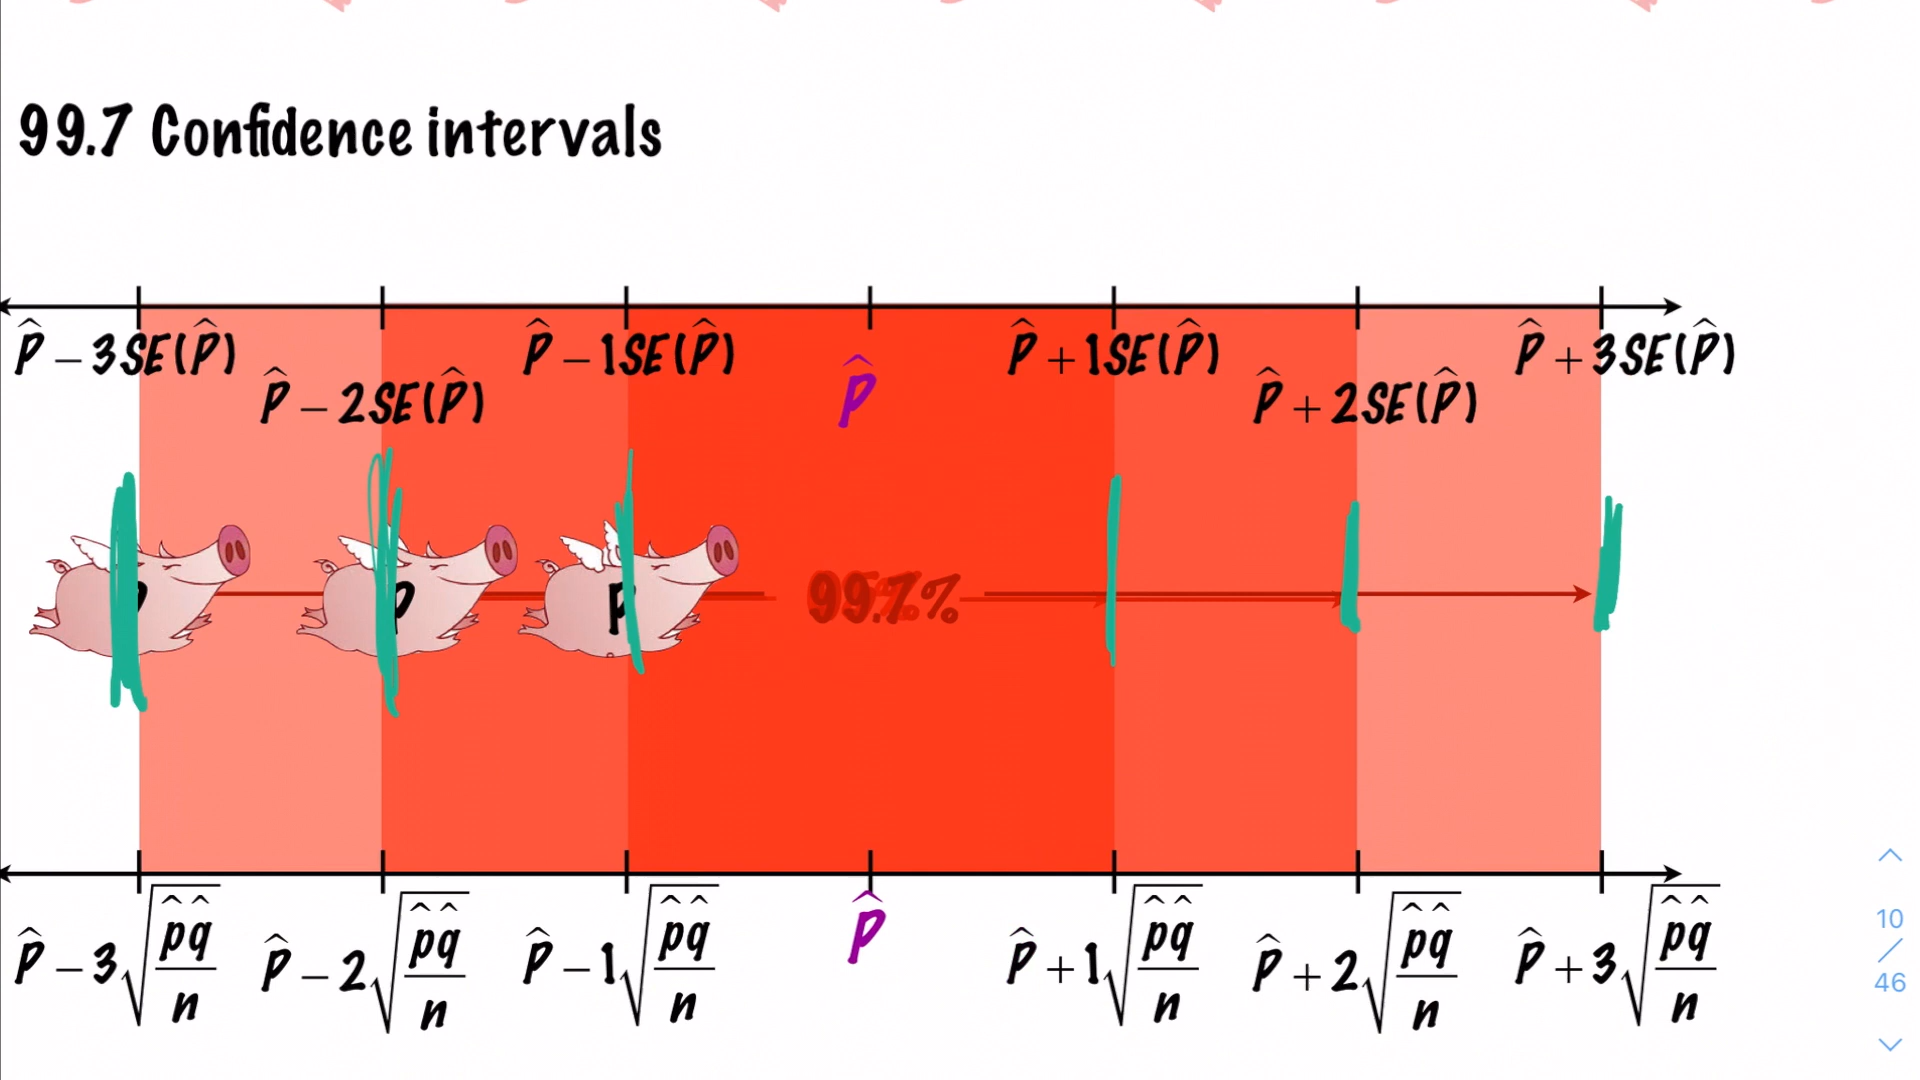 99.7 Confidence intervals
P̂ – 3SE(P̂)
P̂ – 2SE(P̂)
P̂ – 1SE(P̂)
P̂
P̂ + 1SE(P̂)
P̂ + 2SE(P̂)
P̂ + 3SE(P̂)
P
P
99.7%
P̂ – 3√(p̂q̂/n)
P̂ – 2√(p̂q̂/n)
P̂ – 1√(p̂q̂/n)
P̂
P̂ + 1√(p̂q̂/n)
P̂ + 2√(p̂q̂/n)
P̂ + 3√(p̂q̂/n)
10
/
46